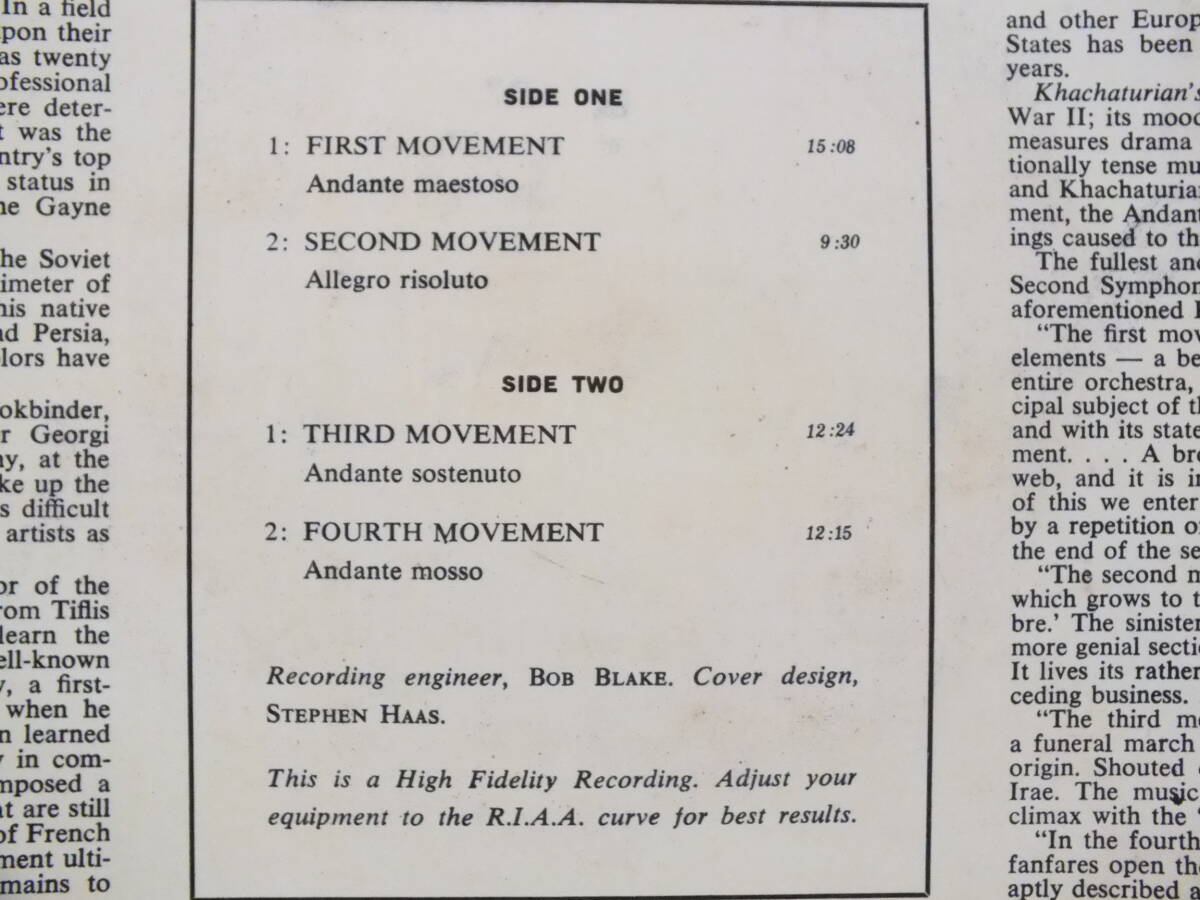 In a field
upon their
as twenty
ofessional
ere deter-
t was the
ntry's top
status in
he Gayne
he Soviet
imeter of
his native
nd Persia,
lors have
okbinder,
r Georgi
ny, at the
ke up the
s difficult
artists as
or of the
rom Tiflis
learn the
ell-known
y, a first-
when he
n learned
y in com-
mposed a
at are still
of French
ment ulti-
mains to
SIDE ONE
1: FIRST MOVEMENT 15:08
Andante maestoso
2: SECOND MOVEMENT 9:30
Allegro risoluto
SIDE TWO
1: THIRD MOVEMENT 12:24
Andante sostenuto
2: FOURTH MOVEMENT 12:15
Andante mosso
Recording engineer, BOB BLAKE. Cover design,
STEPHEN HAAS.
This is a High Fidelity Recording. Adjust your
equipment to the R.I.A.A. curve for best results.
and other Europ
States has been
years.
Khachaturian's
War II; its mood
measures drama
tionally tense mu
and Khachaturian
ment, the Andant
ings caused to th
The fullest and
Second Symphon
aforementioned
"The first mov
elements — a be
entire orchestra,
cipal subject of th
and with its state
ment. . . . A bro
web, and it is in
of this we enter
by a repetition o
the end of the se
"The second m
which grows to t
bre.' The sinister
more genial secti
It lives its rather
ceding business.
"The third mo
a funeral march
origin. Shouted
Irae. The music
climax with the
"In the fourth
fanfares open the
aptly described a